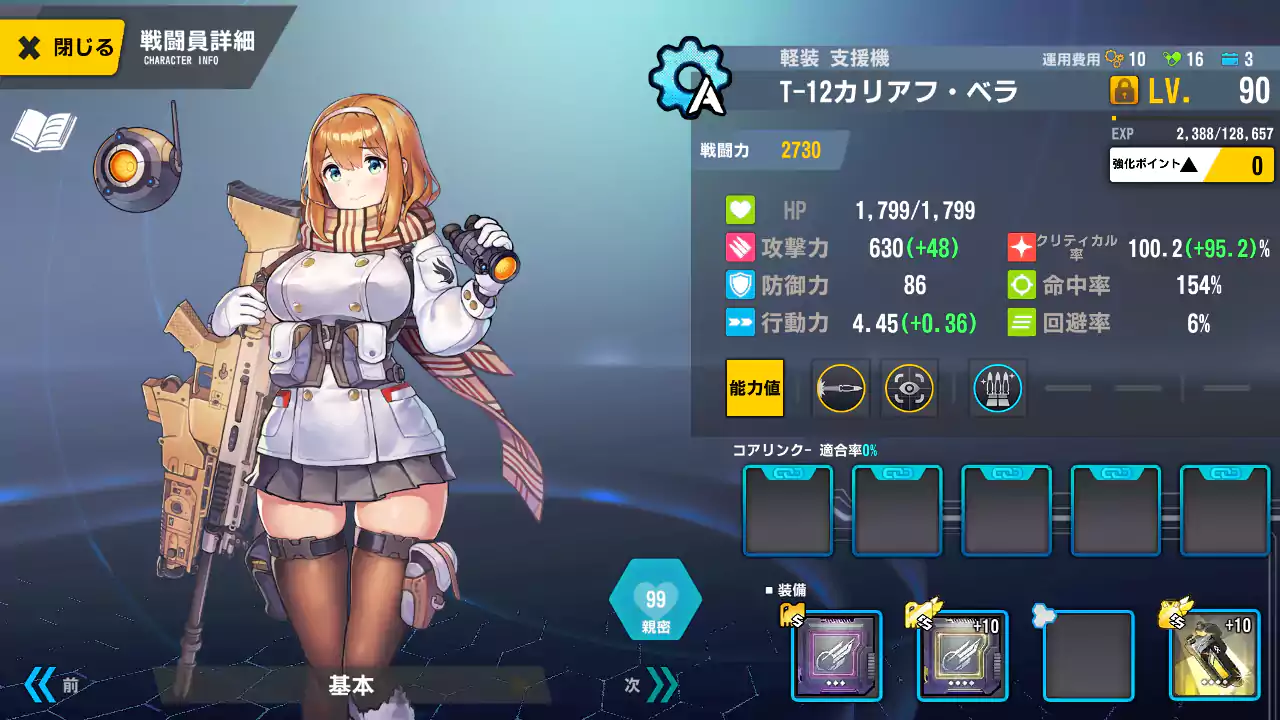 閉じる
戦闘員詳細
CHARACTER INFO
軽装 支援機
運用費用 10 16 3
A
T-12カリアフ・ベラ
LV. 90
EXP 2,388/128,657
戦闘力 2730
強化ポイント▲ 0
HP 1,799/1,799
攻撃力 630(+48)
クリティカル率 100.2(+95.2)%
防御力 86
命中率 154%
行動力 4.45(+0.36)
回避率 6%
能力値
コアリンク- 適合率0%
99
親密
■ 装備
S
S +10
S +10
前
基本
次